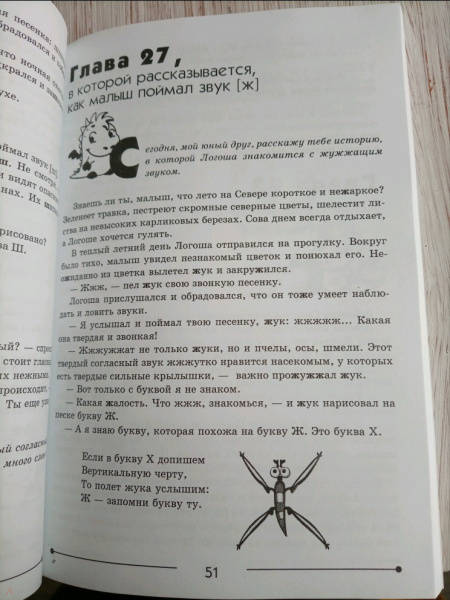 я песенка:
обрадовался и
что ночная
крался и зап
ухе.
Глава 27,
в которой рассказывается,
как малыш поймал звук [ж]
Сегодня, мой юный друг, расскажу тебе историю,
в которой Логоша знакомится с жужжащим
звуком.
Знаешь ли ты, малыш, что лето на Севере короткое и нежаркое?
Зеленеет травка, пестреют скромные северные цветы, шелестит ли-
ства на невысоких карликовых березах. Сова днем всегда отдыхает,
а Логоше хочется гулять.
В теплый летний день Логоша отправился на прогулку. Вокруг
было тихо, малыш увидел незнакомый цветок и понюхал его. Не-
ожиданно из цветка вылетел жук и закружился.
— Жжж, — пел жук свою звонкую песенку.
Логоша прислушался и обрадовался, что он тоже умеет наблю-
дать и ловить звуки.
— Я услышал и поймал твою песенку, жук: жжжжж... Какая
она твердая и звонкая!
— Жжжужжат не только жуки, но и пчелы, осы, шмели. Этот
твердый согласный звук жжжутко нравится насекомым, у которых
есть твердые сильные крылышки, — важно прожужжал жук.
— Вот только с буквой я не знаком.
— Какая жалость. Что жжж, знакомься, — и жук нарисовал на
песке букву Ж.
— А я знаю букву, которая похожа на букву Ж. Это буква Х.
Если в букву Х допишем
Вертикальную черту,
То полет жука услышим:
Ж — запомни букву ту.
51